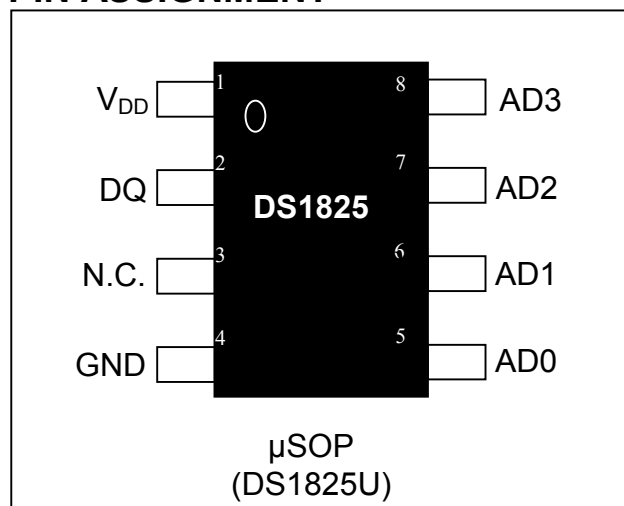 PIN ASSIGNMENT
V_DD 1 8 AD3
DQ 2 7 AD2
DS1825
N.C. 3 6 AD1
GND 4 5 AD0
µSOP
(DS1825U)